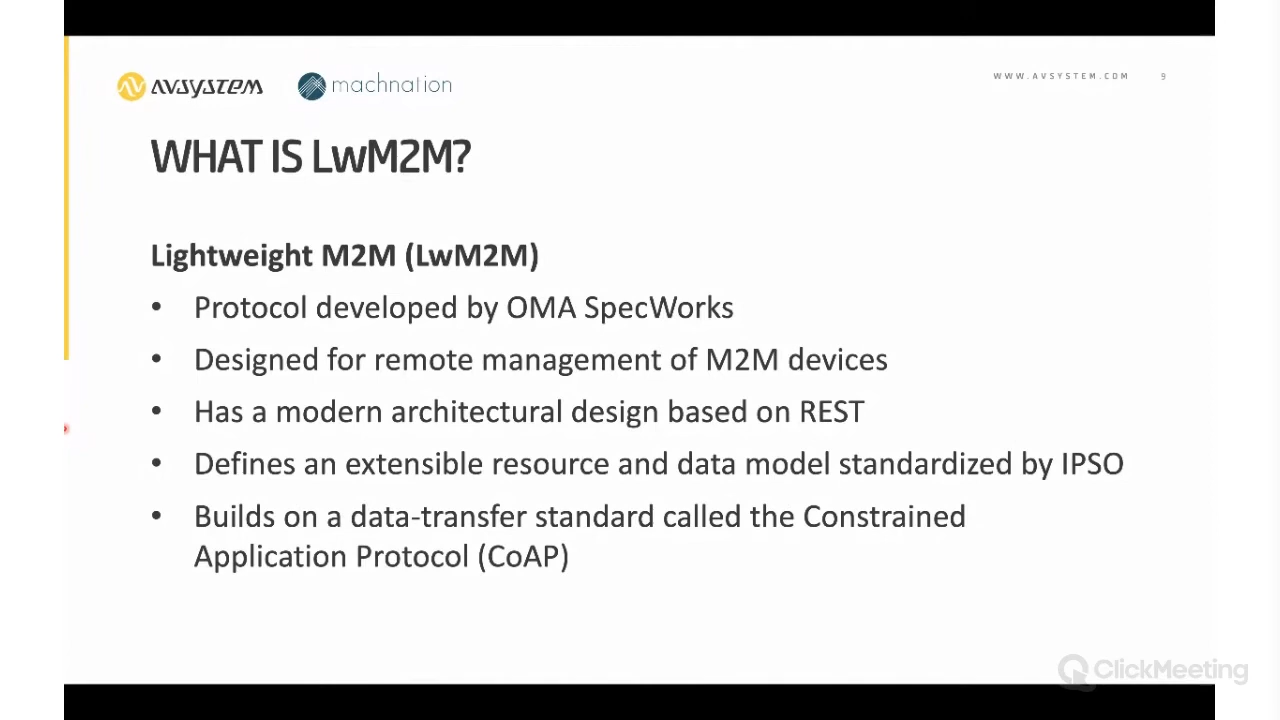 AVSYSTEM machnation
WWW.AVSYSTEM.COM 9
WHAT IS LwM2M?
Lightweight M2M (LwM2M)
• Protocol developed by OMA SpecWorks
• Designed for remote management of M2M devices
• Has a modern architectural design based on REST
• Defines an extensible resource and data model standardized by IPSO
• Builds on a data-transfer standard called the Constrained
Application Protocol (CoAP)
ClickMeeting